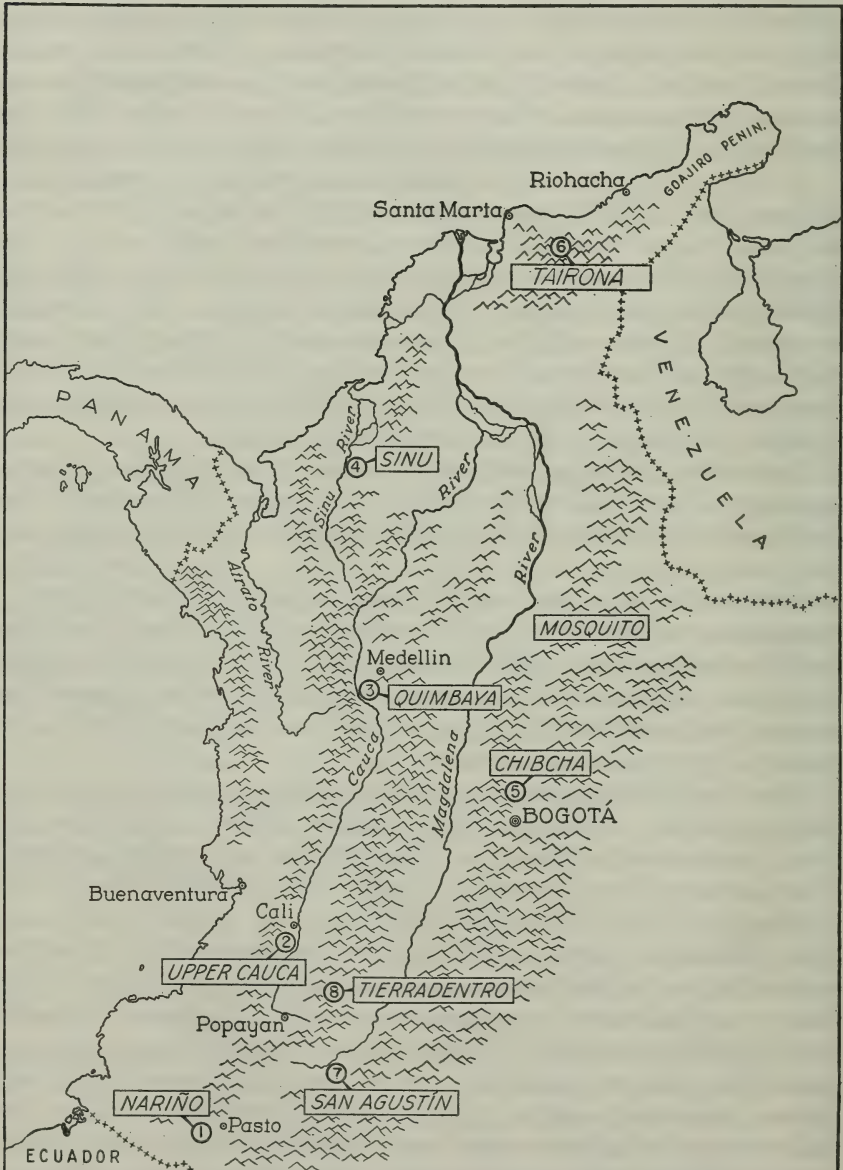 GOAJIRO PENIN.
Riohacha
Santa Marta
6
TAIRONA
VENEZUELA
PANAMA
Sinu River
4
SINU
River
Atrato River
River
MOSQUITO
Medellin
3
QUIMBAYA
Cauca
Magdalena
CHIBCHA
5
BOGOTÁ
Buenaventura
Cali
2
UPPER CAUCA
8
TIERRADENTRO
Popayan
7
NARIÑO
SAN AGUSTÍN
1
Pasto
ECUADOR